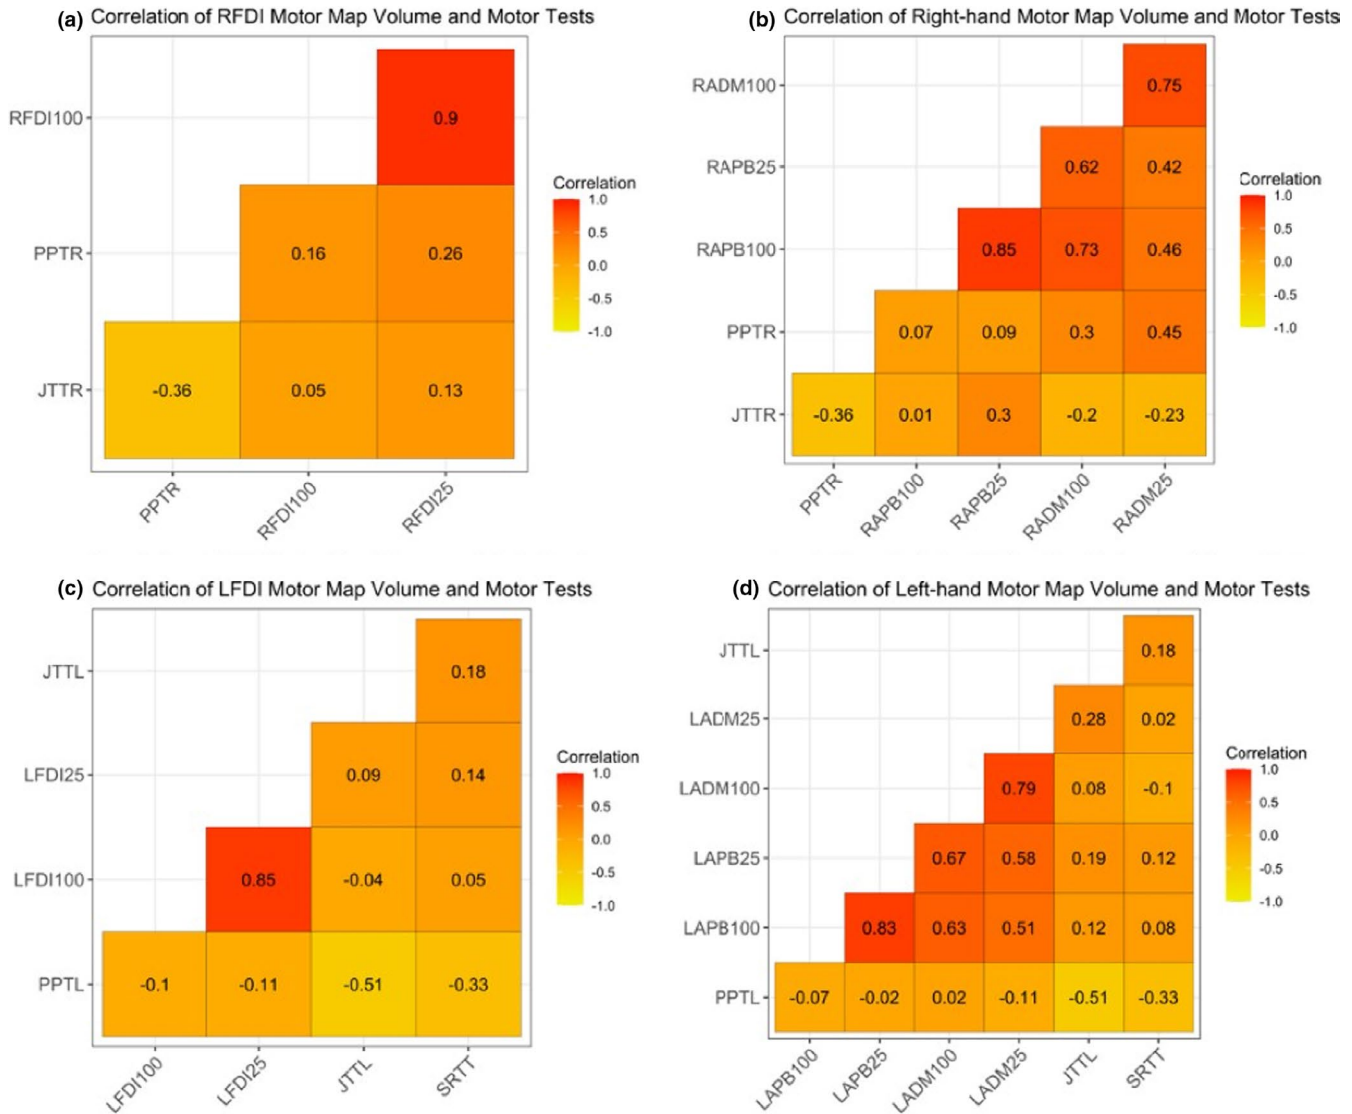 (a) Correlation of RFDI Motor Map Volume and Motor Tests
RFDI100
0.9
PPTR
0.16 0.26
JTTR
-0.36 0.05 0.13
PPTR RFDI100 RFDI25
Correlation
1.0
0.5
0.0
-0.5
-1.0
(b) Correlation of Right-hand Motor Map Volume and Motor Tests
RADM100
0.75
RAPB25
0.62 0.42
RAPB100
0.85 0.73 0.46
PPTR
0.07 0.09 0.3 0.45
JTTR
-0.36 0.01 0.3 -0.2 -0.23
PPTR RAPB100 RAPB25 RADM100 RADM25
Correlation
1.0
0.5
0.0
-0.5
-1.0
(c) Correlation of LFDI Motor Map Volume and Motor Tests
JTTL
0.18
LFDI25
0.09 0.14
LFDI100
0.85 -0.04 0.05
PPTL
-0.1 -0.11 -0.51 -0.33
LFDI100 LFDI25 JTTL SRTT
Correlation
1.0
0.5
0.0
-0.5
-1.0
(d) Correlation of Left-hand Motor Map Volume and Motor Tests
JTTL
0.18
LADM25
0.28 0.02
LADM100
0.79 0.08 -0.1
LAPB25
0.67 0.58 0.19 0.12
LAPB100
0.83 0.63 0.51 0.12 0.08
PPTL
-0.07 -0.02 0.02 -0.11 -0.51 -0.33
LAPB100 LAPB25 LADM100 LADM25 JTTL SRTT
Correlation
1.0
0.5
0.0
-0.5
-1.0